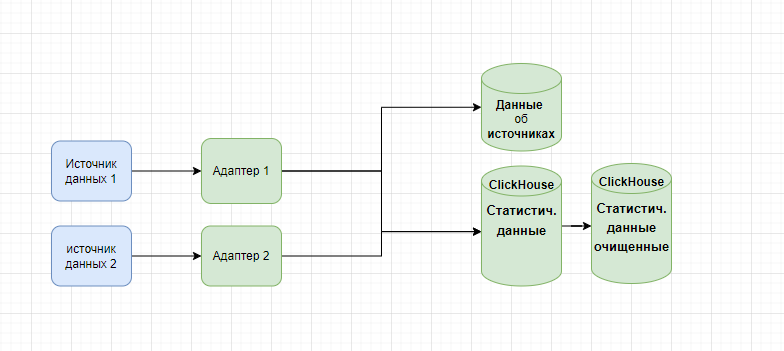 Данные
об
источниках
Источник
данных 1
Адаптер 1
ClickHouse
Статистич.
данные
ClickHouse
Статистич.
данные
очищенные
источник
данных 2
Адаптер 2